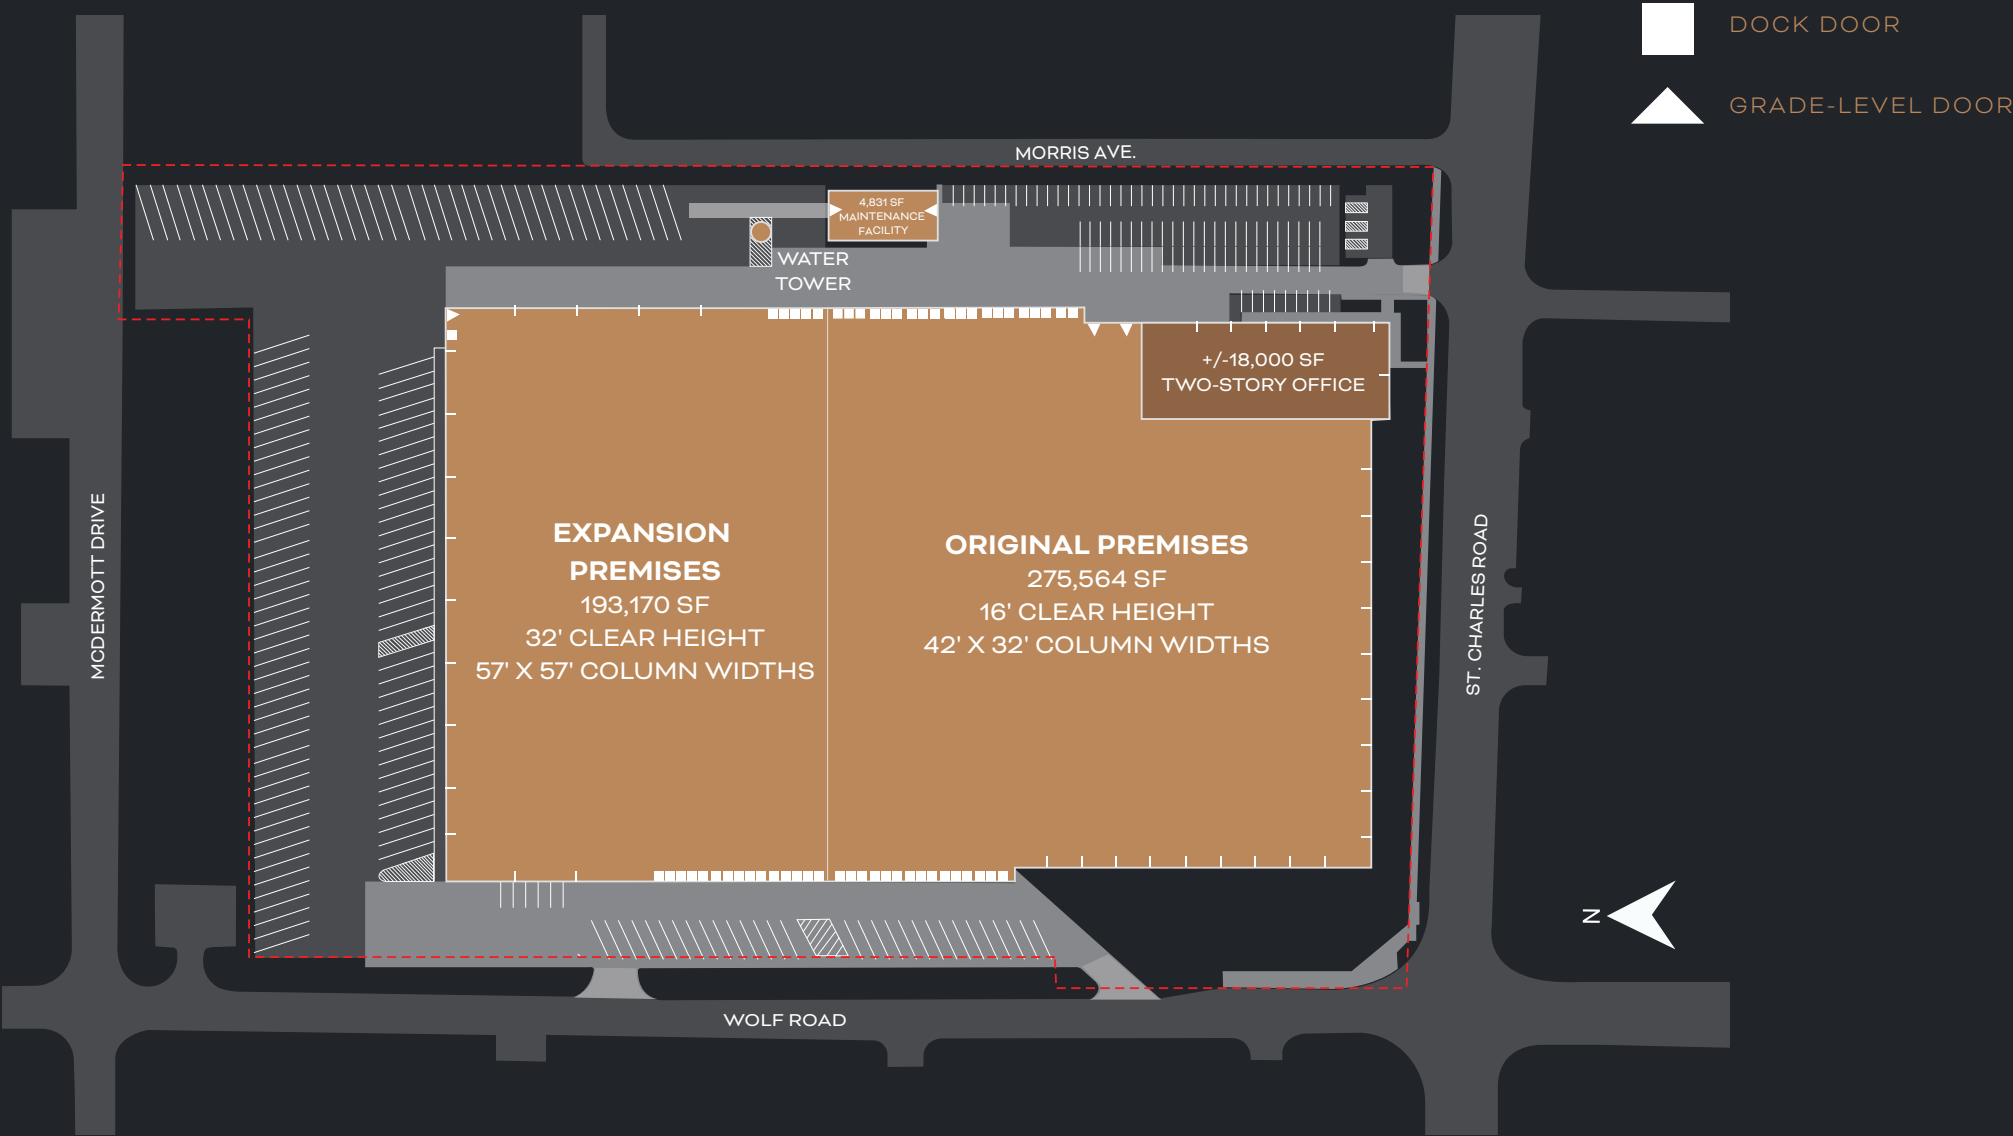 DOCK DOOR
GRADE-LEVEL DOOR
MORRIS AVE.
4,831 SF
MAINTENANCE
FACILITY
WATER
TOWER
+/-18,000 SF
TWO-STORY OFFICE
MCDERMOTT DRIVE
EXPANSION
PREMISES
193,170 SF
32' CLEAR HEIGHT
57' X 57' COLUMN WIDTHS
ORIGINAL PREMISES
275,564 SF
16' CLEAR HEIGHT
42' X 32' COLUMN WIDTHS
ST. CHARLES ROAD
N
WOLF ROAD